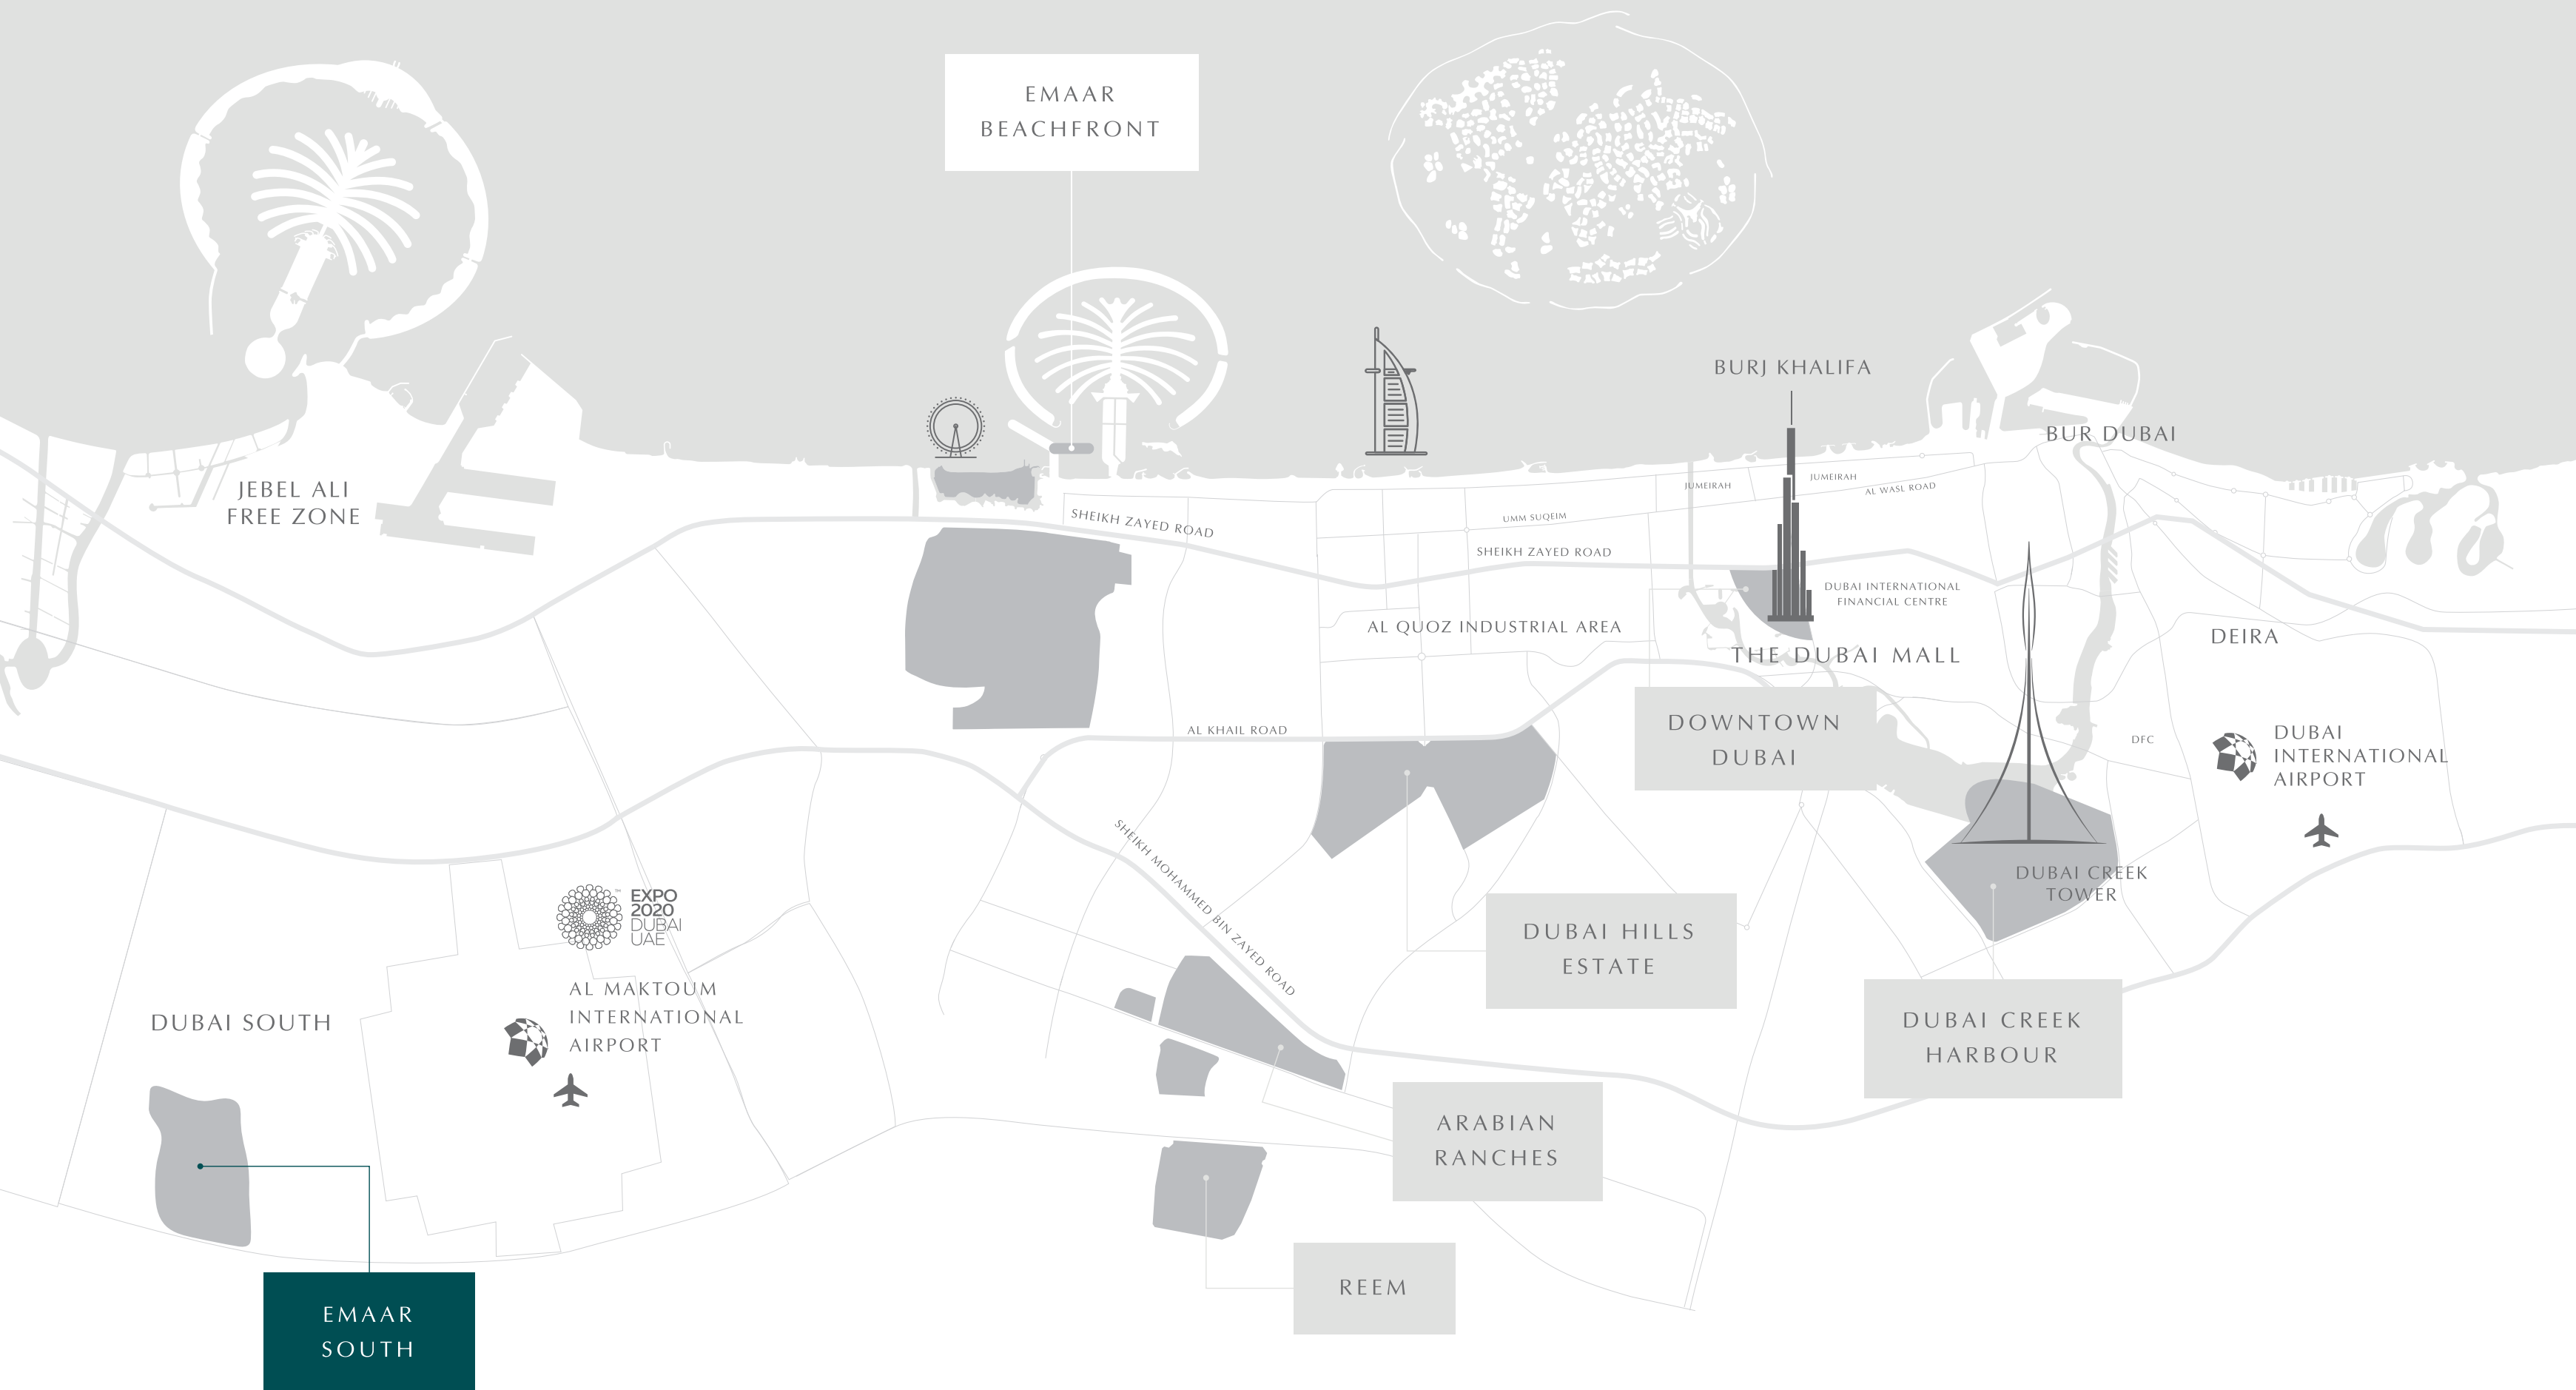 EMAAR
BEACHFRONT
BURJ KHALIFA
BUR DUBAI
JEBEL ALI
FREE ZONE
JUMEIRAH
JUMEIRAH
AL WASL ROAD
SHEIKH ZAYED ROAD
UMM SUQEIM
SHEIKH ZAYED ROAD
DUBAI INTERNATIONAL
FINANCIAL CENTRE
AL QUOZ INDUSTRIAL AREA
DEIRA
THE DUBAI MALL
DOWNTOWN
DUBAI
AL KHAIL ROAD
DFC
DUBAI
INTERNATIONAL
AIRPORT
SHEIKH MOHAMMED BIN ZAYED ROAD
DUBAI CREEK
TOWER
EXPO
2020
DUBAI
UAE
™
DUBAI HILLS
ESTATE
AL MAKTOUM
INTERNATIONAL
AIRPORT
DUBAI SOUTH
DUBAI CREEK
HARBOUR
ARABIAN
RANCHES
REEM
EMAAR
SOUTH